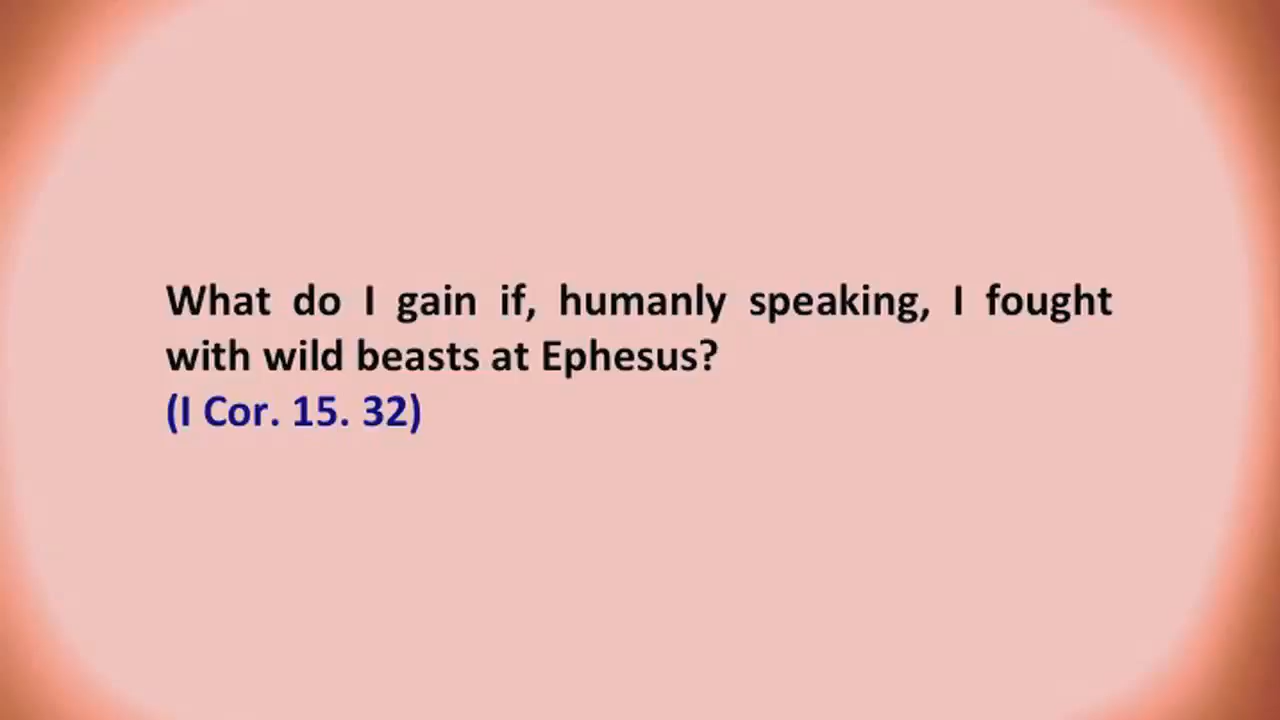 What do I gain if, humanly speaking, I fought
with wild beasts at Ephesus?
(I Cor. 15. 32)